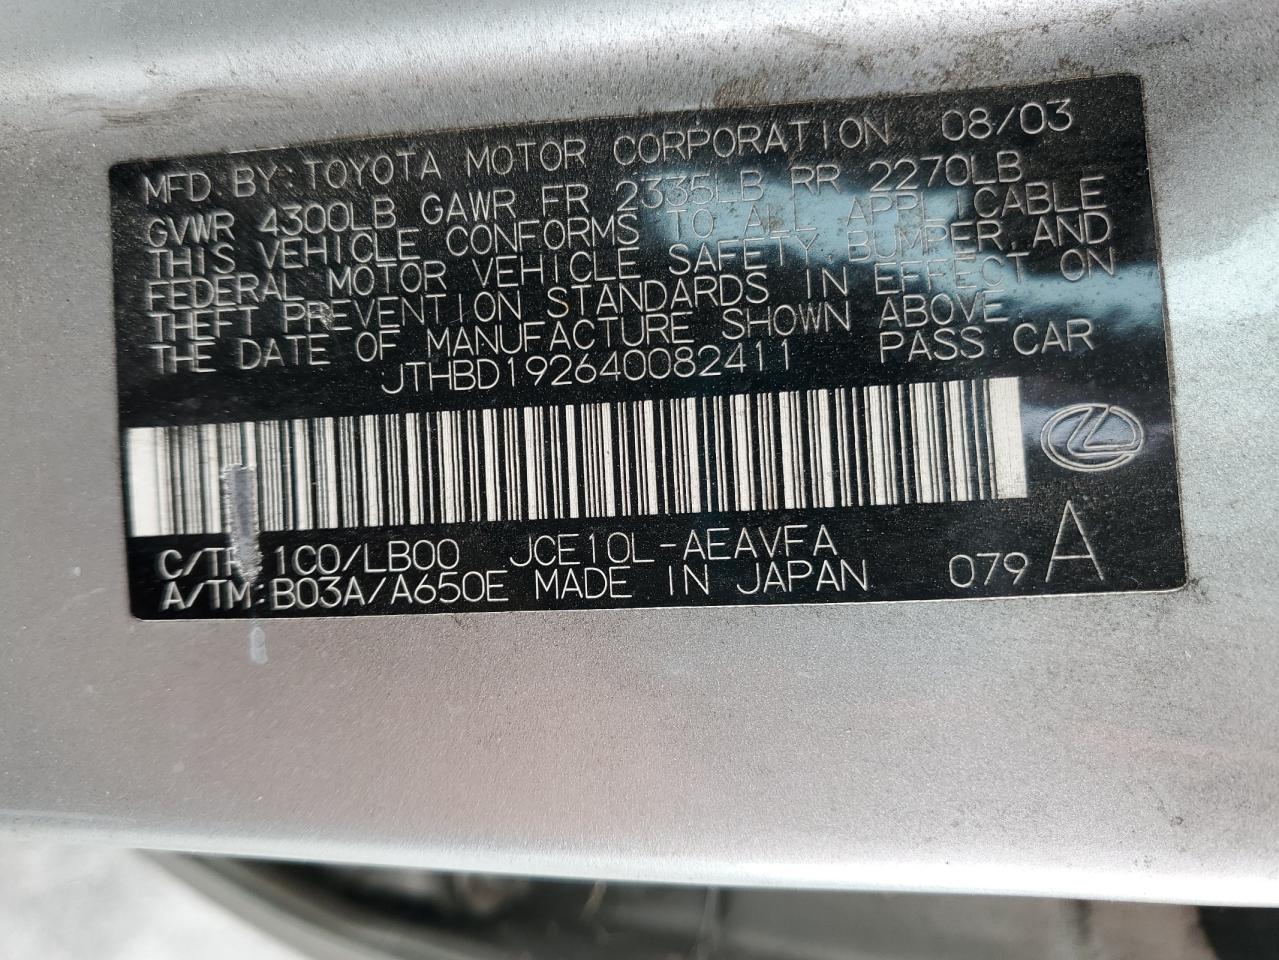 MFD BY: TOYOTA MOTOR CORPORATION 08/03
GVWR 4300LB GAWR FR 2335LB RR 2270LB
THIS VEHICLE CONFORMS TO ALL APPLICABLE
FEDERAL MOTOR VEHICLE SAFETY, BUMPER, AND
THEFT PREVENTION STANDARDS IN EFFECT ON
THE DATE OF MANUFACTURE SHOWN ABOVE
JTHBD192640082411 PASS CAR
1C0/LB00 JCE10L-AEAVFA
A/TM: B03A/A650E MADE IN JAPAN 079 A